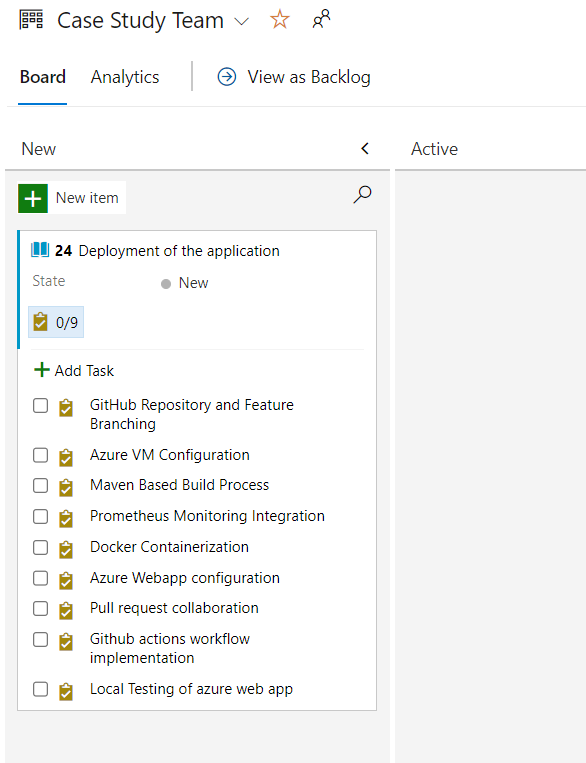 Case Study Team
Board Analytics View as Backlog
New Active
New item
24 Deployment of the application
State New
0/9
Add Task
GitHub Repository and Feature
Branching
Azure VM Configuration
Maven Based Build Process
Prometheus Monitoring Integration
Docker Containerization
Azure Webapp configuration
Pull request collaboration
Github actions workflow
implementation
Local Testing of azure web app